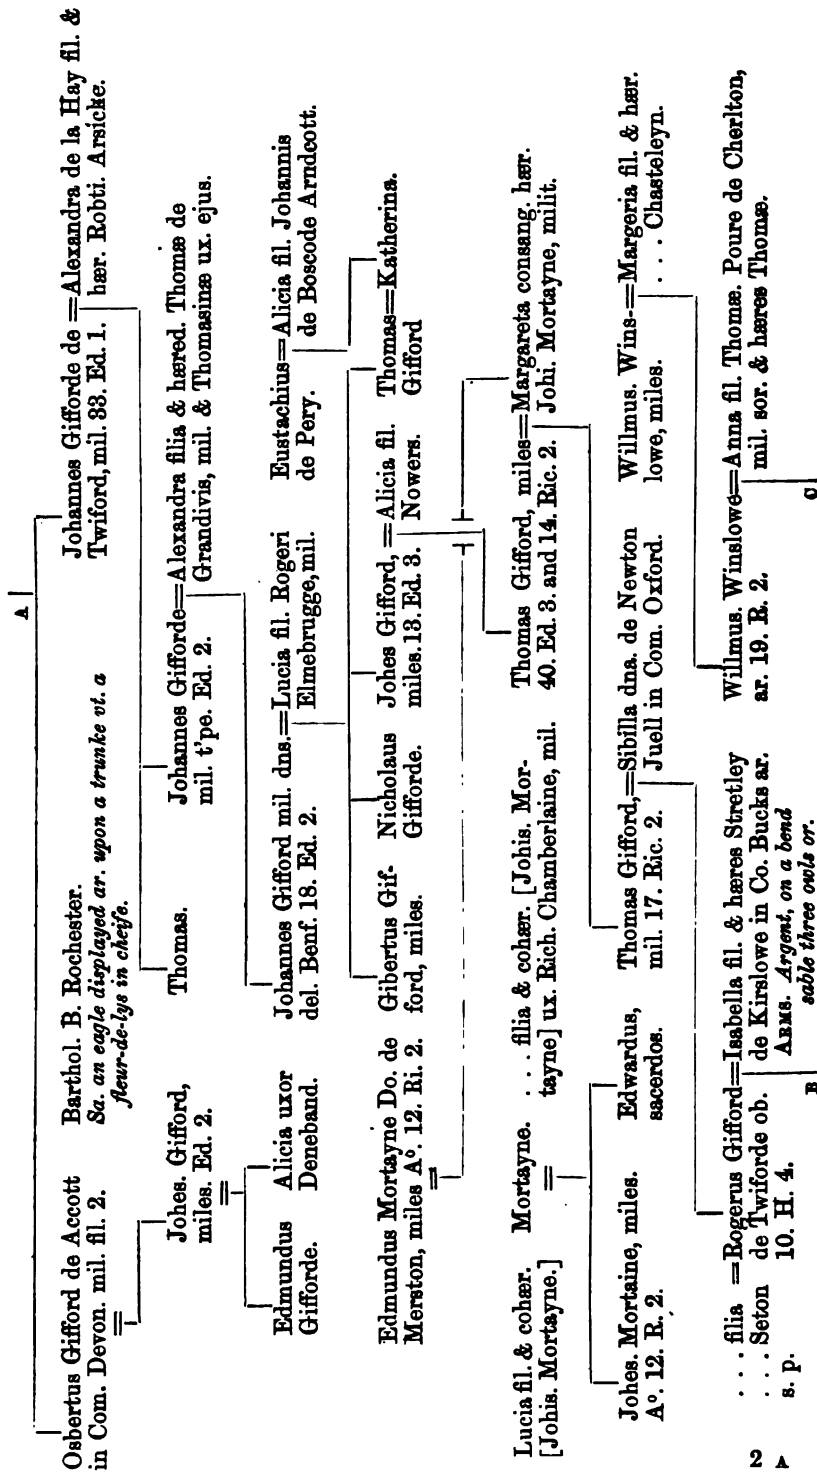 A
Osbertus Gifford de Accott
in Com. Devon. mil. fil. 2.
Barthol. B. Rochester.
Sa. an eagle displayed ar. upon a trunke vt. a
fleur-de-lys in cheife.
Johannes Gifforde de =Alexandra de la Hay fil. &
Twiford, mil. 33. Ed. 1. hær. Robti. Arsicke.
Johes. Gifford,
miles. Ed. 2.
Thomas.
Johannes Gifforde=Alexandra filia & hæred. Thomæ de
mil. t'pe. Ed. 2. Grandivis, mil. & Thomasinæ ux. ejus.
Edmundus
Gifforde.
Alicia uxor
Deneband.
Johannes Gifford mil. dns.=Lucia fil. Rogeri
del. Benf. 18. Ed. 2. Elmebrugge, mil.
Eustachius=Alicia fil. Johannis
de Pery. de Boscode Arndcott.
Edmundus Mortayne Do. de
Merston, miles Aº. 12. Ri. 2.
Gibertus Gif-
ford, miles.
Nicholaus
Gifforde.
Johes Gifford, =Alicia fil.
miles. 13. Ed. 3. Nowers.
Thomas=Katherina.
Gifford
Lucia fil. & cohær.
[Johis. Mortayne.]
Mortayne.
. . . filia & cohær. [Johis. Mor-
tayne] ux. Rich. Chamberlaine, mil.
Thomas Gifford, miles=Margareta consang. hær.
40. Ed. 3. and 14. Ric. 2. Johi. Mortayne, milit.
Johes. Mortaine, miles.
Aº. 12. R. 2.
Edwardus,
sacerdos.
Thomas Gifford,=Sibilla dna. de Newton
mil. 17. Ric. 2. Juell in Com. Oxford.
Willmus. Wins-=Margeria fil. & hær.
lowe, miles. . . . Chasteleyn.
. . . filia =Rogerus Gifford=Isabella fil. & hæres Stretley
. . . Seton de Twiforde ob. de Kirslowe in Co. Bucks ar.
s. p. 10. H. 4. ARMS. Argent, on a bend
sable three owls or.
Willmus. Winslowe=Anna fil. Thomæ. Poure de Cherlton,
ar. 19. R. 2. mil. sor. & hæres Thomæ.
B
C
2 A